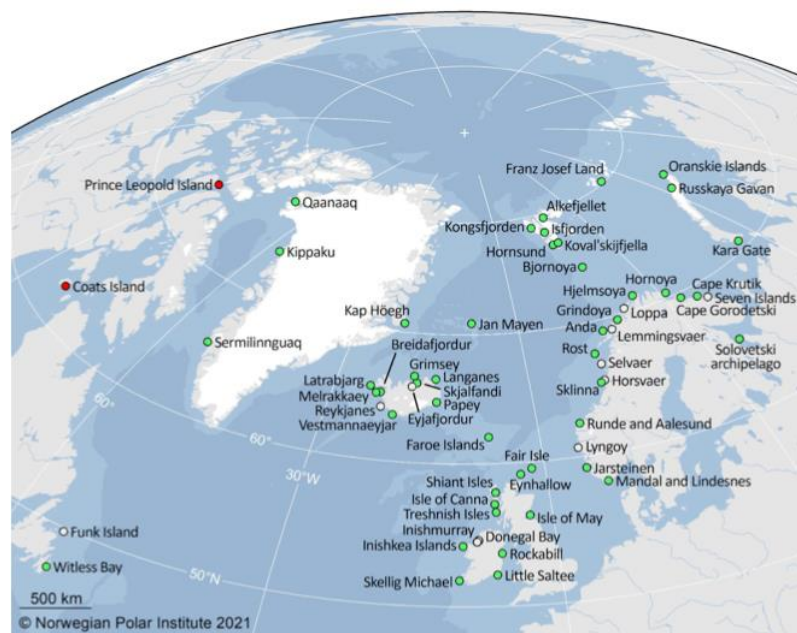 Franz Josef Land
Oranskie Islands
Prince Leopold Island
Russkaya Gavan
Qaanaaq
Alkefjellet
Kongsfjorden
Isfjorden
Koval'skijfjella
Kara Gate
Hornsund
Kippaku
Bjornoya
Hornoya
Cape Krutik
Coats Island
Hjelmsoya
Seven Islands
Kap Höegh
Grindoya
Loppa
Cape Gorodetski
Jan Mayen
Anda
Lemmingsvaer
Sermilinnguaq
Breidafjordur
Solovetski
archipelago
Rost
Grimsey
Selvaer
Latrabjarg
Langanes
Melrakkaey
Skjalfandi
Horsvaer
Sklinna
60°
Reykjanes
Papey
Vestmannaeyjar
Eyjafjordur
Runde and Aalesund
60°N
Faroe Islands
Lyngoy
Fair Isle
30°W
Shiant Isles
Eynhallow
Jarsteinen
Mandal and Lindesnes
Isle of Canna
Treshnish Isles
Isle of May
Funk Island
Inishmurray
Donegal Bay
Inishkea Islands
Rockabill
Witless Bay
50°N
Skellig Michael
Little Saltee
500 km
© Norwegian Polar Institute 2021